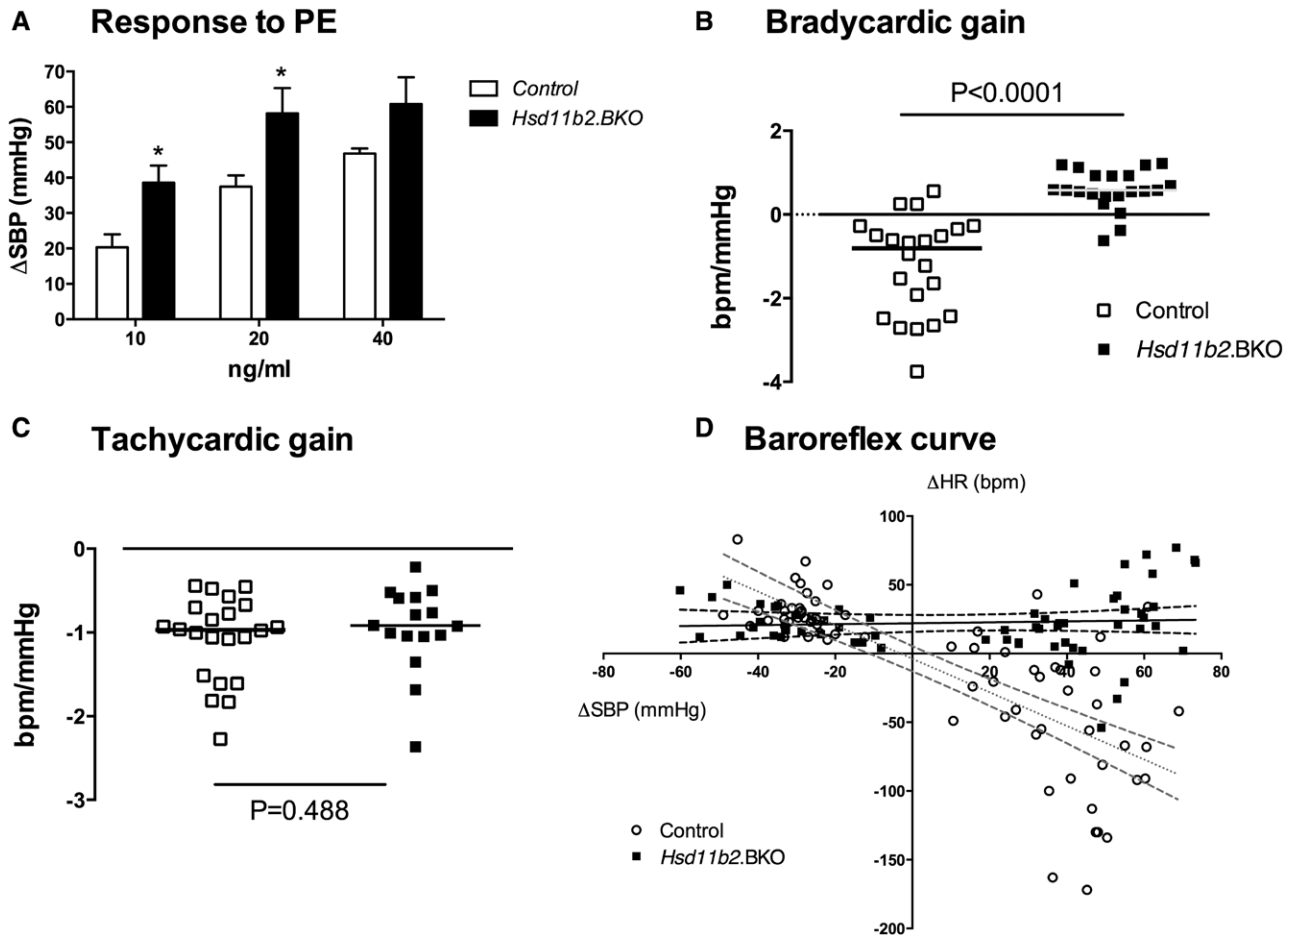 A Response to PE
70
60
50
40
30
20
10
0
ΔSBP (mmHg)
*
*
10 20 40
ng/ml
Control
Hsd11b2.BKO
B Bradycardic gain
P<0.0001
2
0
-2
-4
bpm/mmHg
Control
Hsd11b2.BKO
C Tachycardic gain
0
-1
-2
-3
bpm/mmHg
P=0.488
D Baroreflex curve
ΔHR (bpm)
100
50
-80 -60 -40 -20 20 40 60 80
ΔSBP (mmHg)
-50
-100
-150
-200
Control
Hsd11b2.BKO